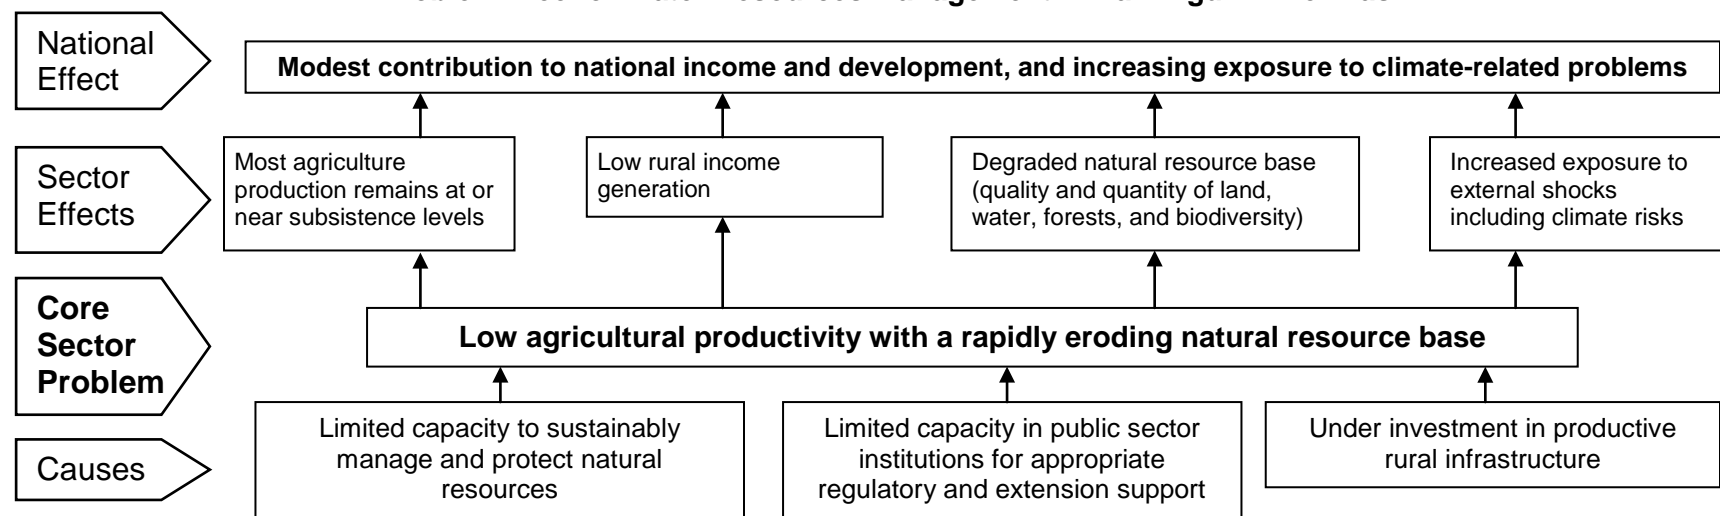 National
Effect
Modest contribution to national income and development, and increasing exposure to climate-related problems
Sector
Effects
Most agriculture
production remains at or
near subsistence levels
Low rural income
generation
Degraded natural resource base
(quality and quantity of land,
water, forests, and biodiversity)
Increased exposure to
external shocks
including climate risks
Core
Sector
Problem
Low agricultural productivity with a rapidly eroding natural resource base
Causes
Limited capacity to sustainably
manage and protect natural
resources
Limited capacity in public sector
institutions for appropriate
regulatory and extension support
Under investment in productive
rural infrastructure